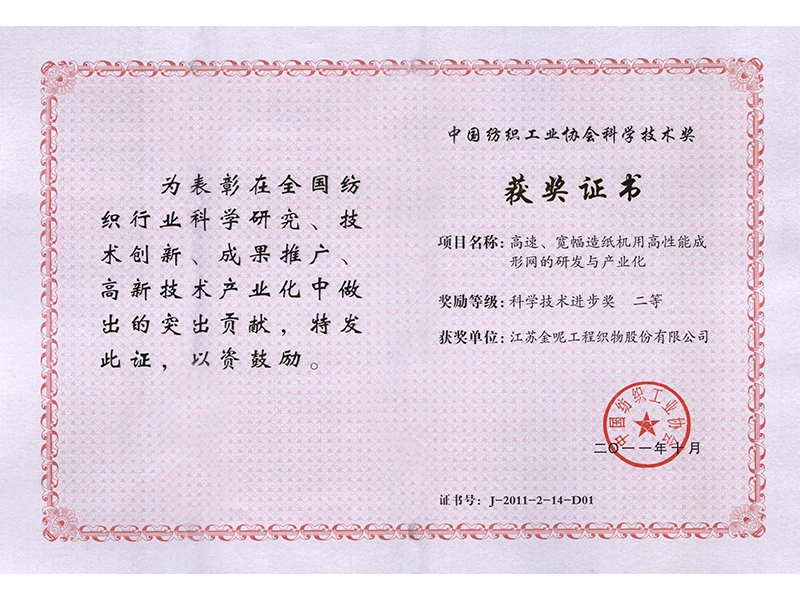 为表彰在全国纺
织行业科学研究、技
术创新、成果推广、
高新技术产业化中做
出的突出贡献，特发
此证，以资鼓励。
中国纺织工业协会科学技术奖
获奖证书
项目名称：高速、宽幅造纸机用高性能成
形网的研发与产业化
奖励等级：科学技术进步奖 二等
获奖单位：江苏金呢工程织物股份有限公司
中国纺织工业协会
二〇一一年十月
证书号：J-2011-2-14-D01